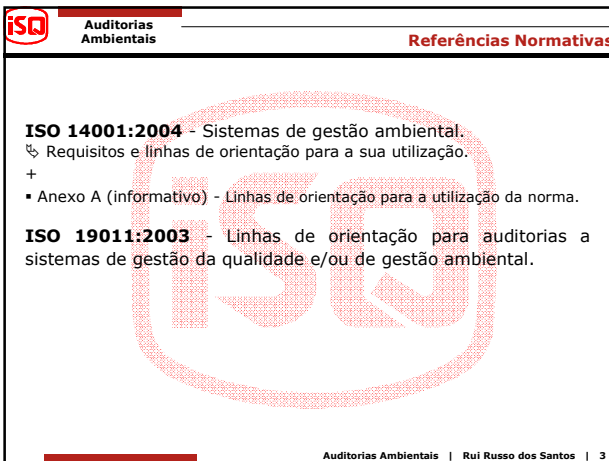 iSQ
Auditorias
Ambientais
Referências Normativas
ISO 14001:2004 - Sistemas de gestão ambiental.
↳ Requisitos e linhas de orientação para a sua utilização.
+
▪ Anexo A (informativo) - Linhas de orientação para a utilização da norma.
ISO 19011:2003 - Linhas de orientação para auditorias a
sistemas de gestão da qualidade e/ou de gestão ambiental.
iSQ
Auditorias Ambientais | Rui Russo dos Santos | 3